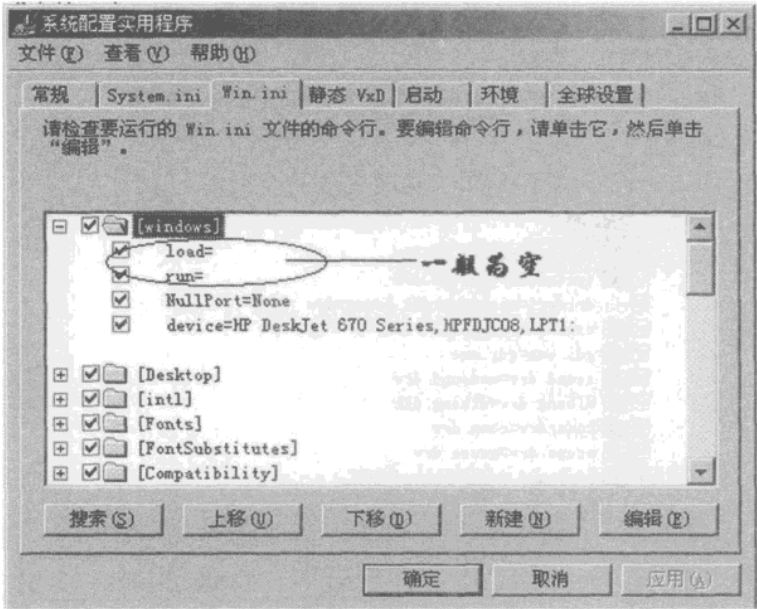 系统配置实用程序
文件(F) 查看(V) 帮助(H)
常规 System.ini Win.ini 静态 VxD 启动 环境 全球设置
请检查要运行的 Win.ini 文件的命令行。要编辑命令行，请单击它，然后单击
“编辑”。
[windows]
load=
run=
一般为空
NullPort=None
device=HP DeskJet 670 Series,HPFDJC08,LPT1:
[Desktop]
[intl]
[Fonts]
[FontSubstitutes]
[Compatibility]
搜索(S) 上移(U) 下移(D) 新建(N) 编辑(E)
确定 取消 应用(A)